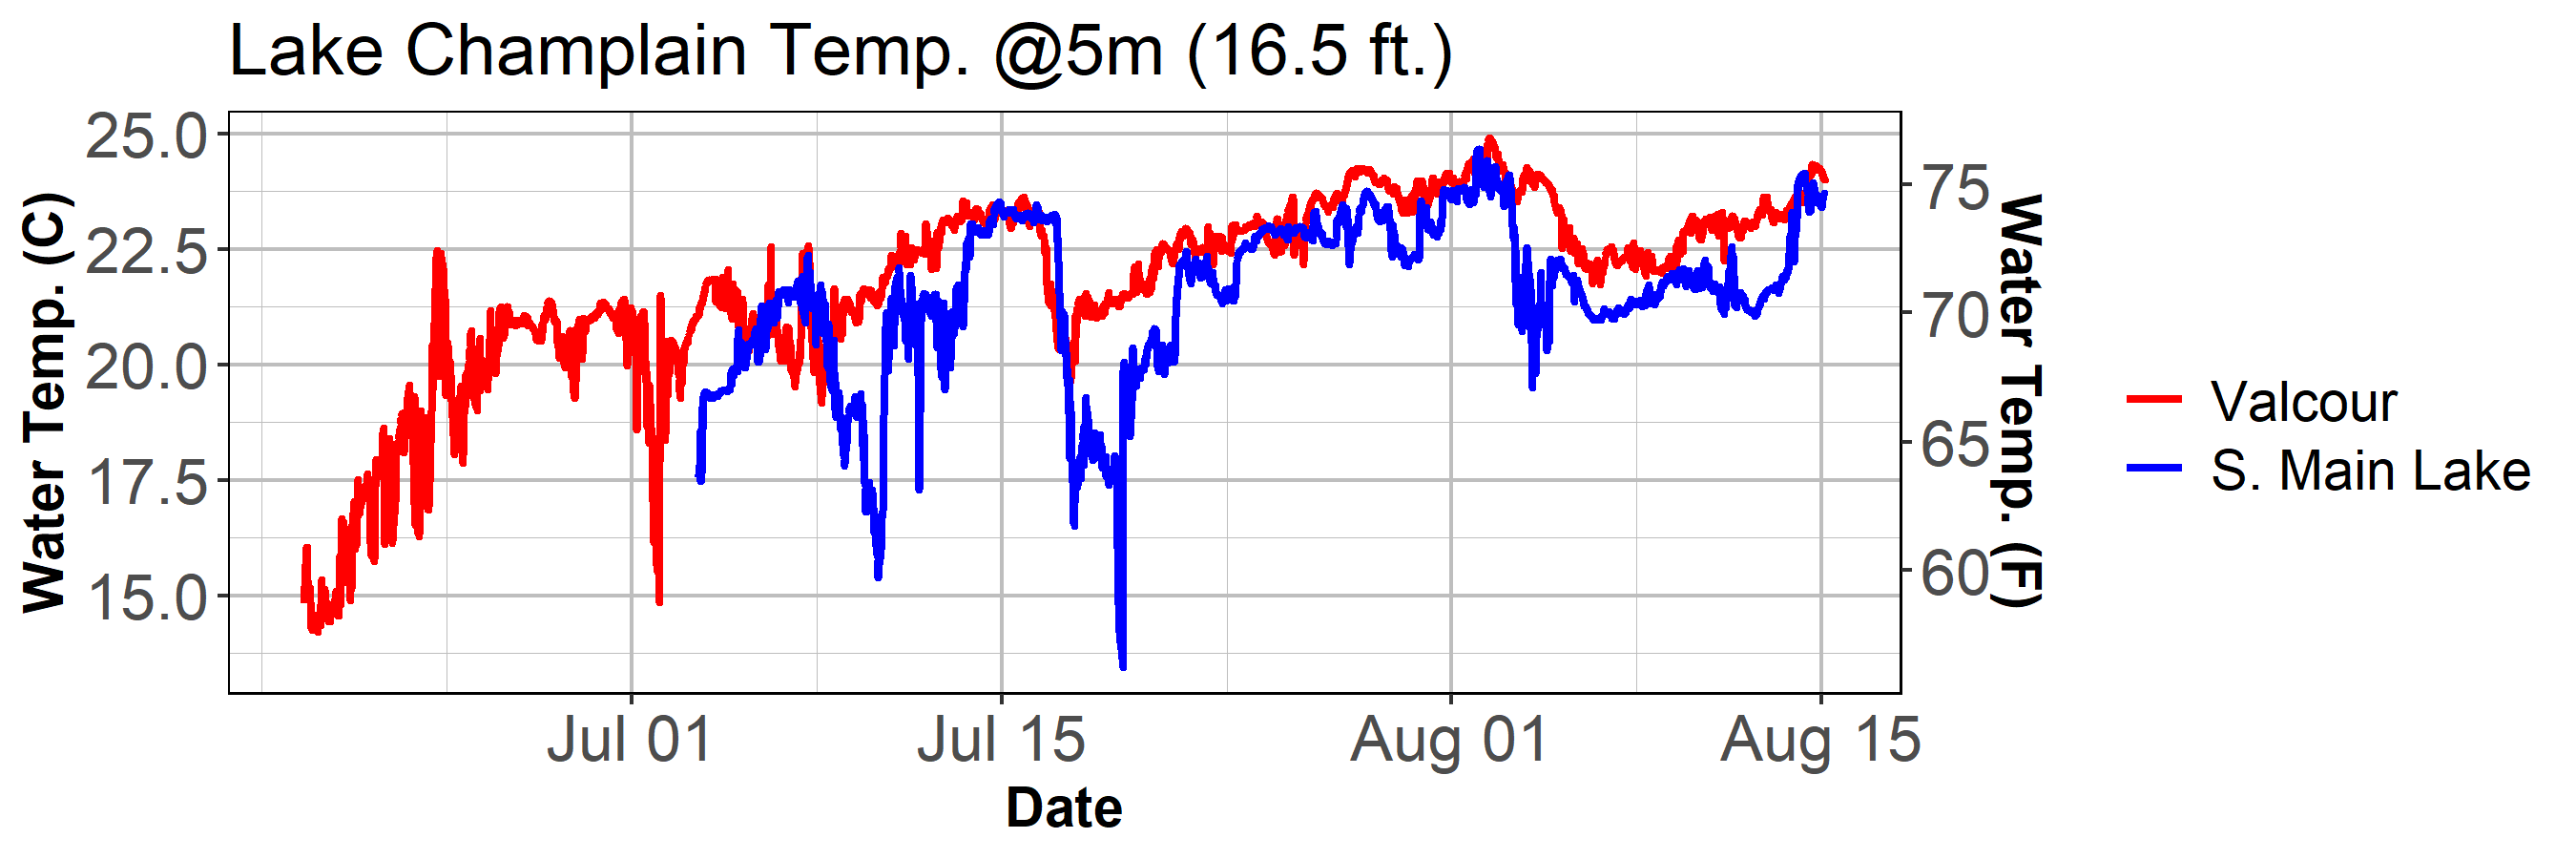 Lake Champlain Temp. @5m (16.5 ft.)
Water Temp. (C)
25.0
22.5
20.0
17.5
15.0
75
70
65
60
Water Temp. (F)
Jul 01
Jul 15
Aug 01
Aug 15
Date
Valcour
S. Main Lake